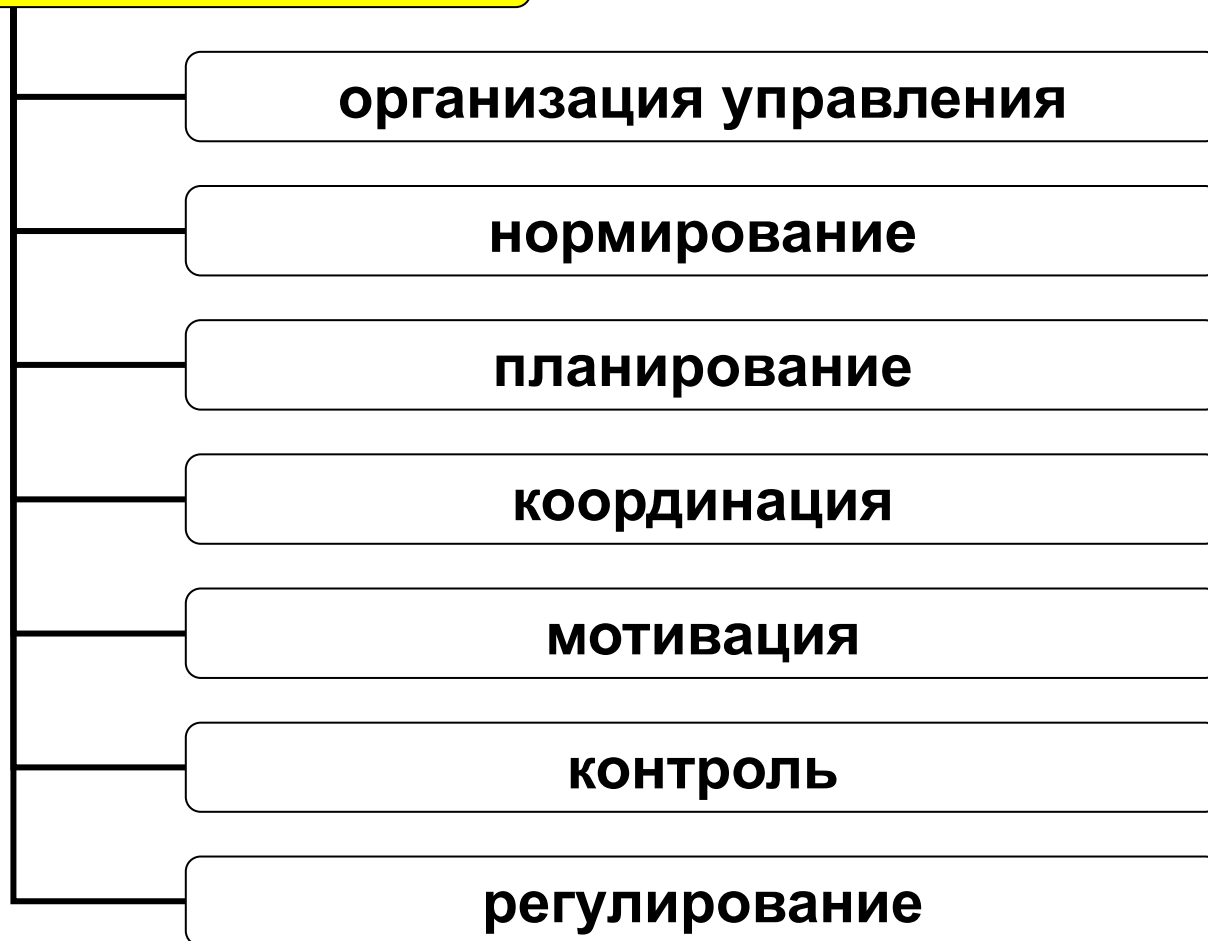 организация управления
нормирование
планирование
координация
мотивация
контроль
регулирование